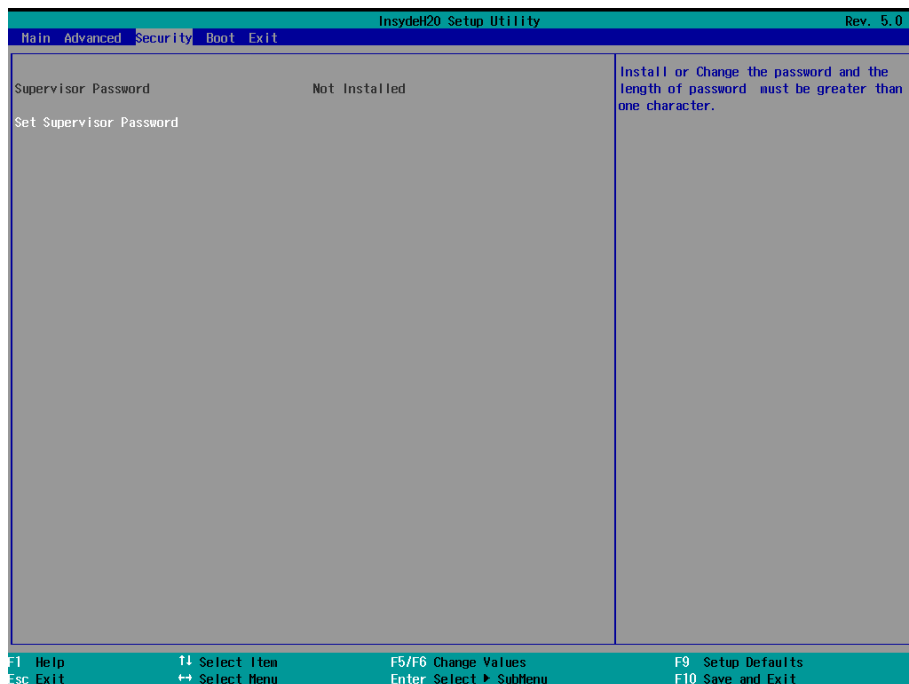 InsydeH2O Setup Utility Rev. 5.0
Main Advanced Security Boot Exit
Supervisor Password Not Installed
Set Supervisor Password
Install or Change the password and the
length of password must be greater than
one character.
F1 Help ↑↓ Select Item F5/F6 Change Values F9 Setup Defaults
Esc Exit ↔ Select Menu Enter Select ▶ SubMenu F10 Save and Exit